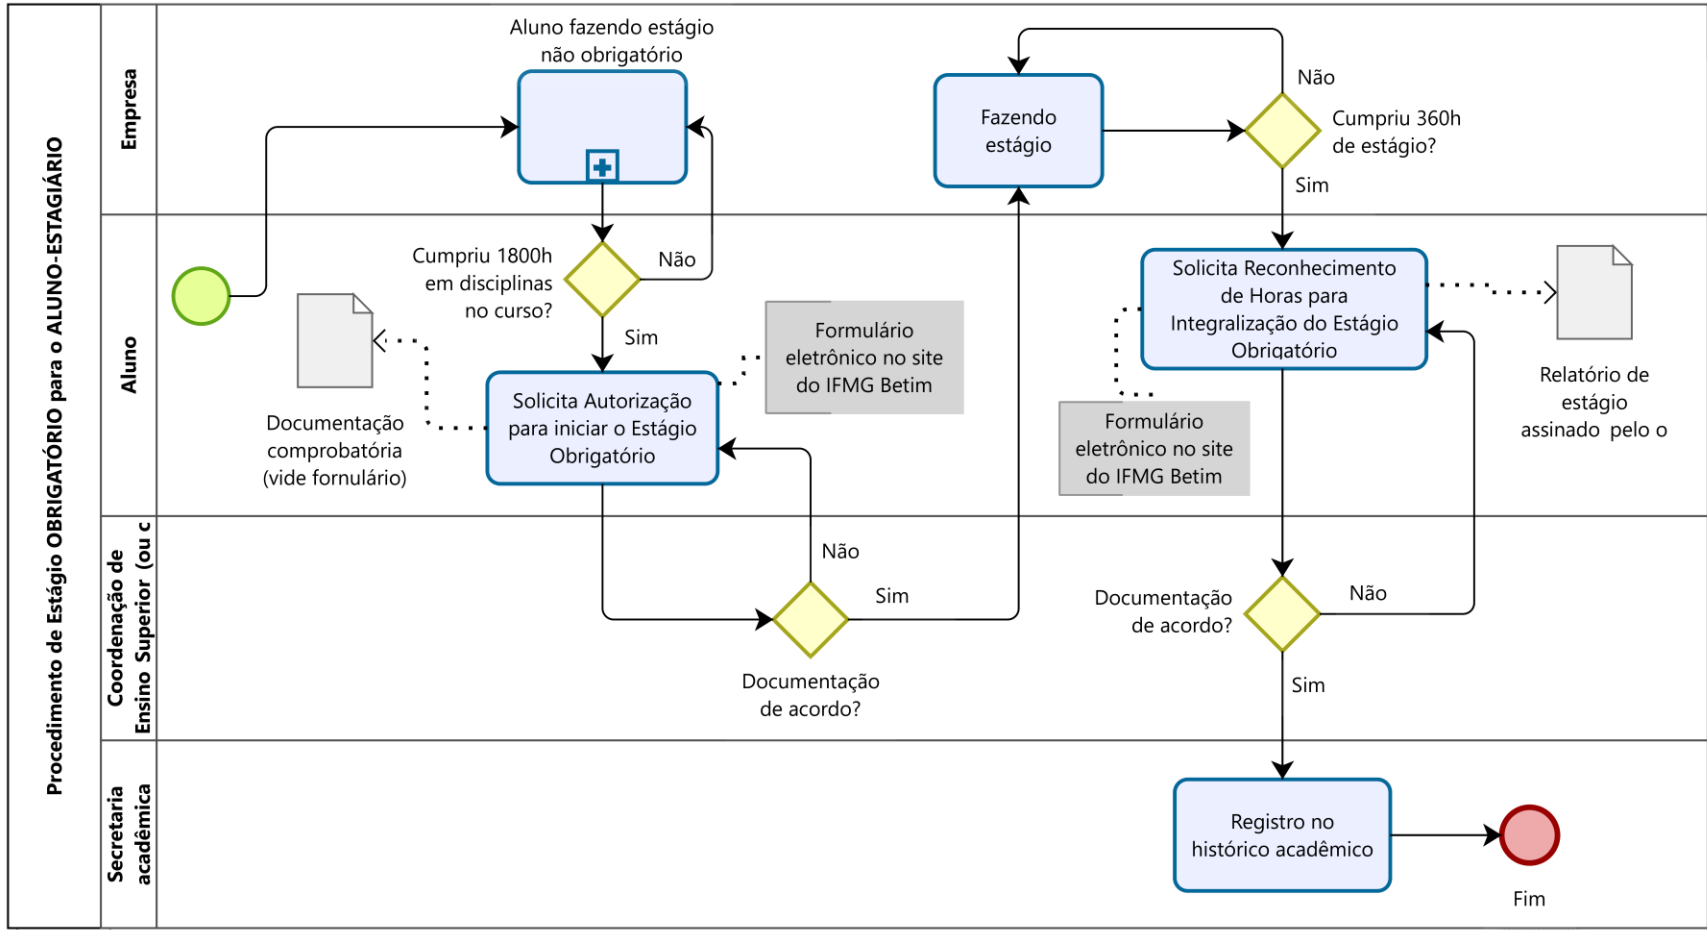 Procedimento de Estágio OBRIGATÓRIO para o ALUNO-ESTAGIÁRIO
Empresa
Aluno fazendo estágio
não obrigatório
Fazendo
estágio
Não
Cumpriu 360h
de estágio?
Sim
Aluno
Cumpriu 1800h
em disciplinas
no curso?
Não
Sim
Documentação
comprobatória
(vide fornulário)
Solicita Autorização
para iniciar o Estágio
Obrigatório
Formulário
eletrônico no site
do IFMG Betim
Solicita Reconhecimento
de Horas para
Integralização do Estágio
Obrigatório
Formulário
eletrônico no site
do IFMG Betim
Relatório de
estágio
assinado pelo o
Coordenação de
Ensino Superior (ou c
Não
Sim
Documentação
de acordo?
Documentação
de acordo?
Não
Sim
Secretaria
acadêmica
Registro no
histórico acadêmico
Fim